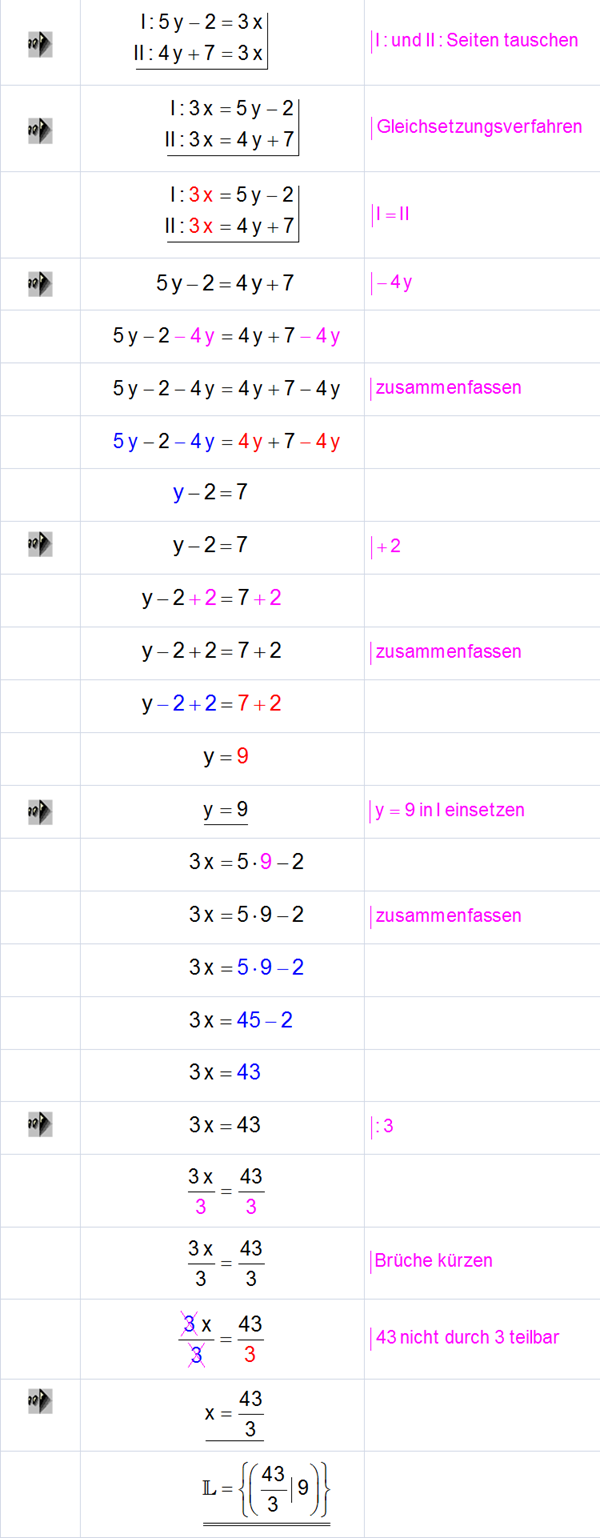 I : 5y − 2 = 3x
II : 4y + 7 = 3x
|I : und II : Seiten tauschen
I : 3x = 5y − 2
II : 3x = 4y + 7
|Gleichsetzungsverfahren
I : 3x = 5y − 2
II : 3x = 4y + 7
|I = II
5y − 2 = 4y + 7 |− 4y
5y − 2 − 4y = 4y + 7 − 4y
5y − 2 − 4y = 4y + 7 − 4y |zusammenfassen
5y − 2 − 4y = 4y + 7 − 4y
y − 2 = 7
y − 2 = 7 |+ 2
y − 2 + 2 = 7 + 2
y − 2 + 2 = 7 + 2 |zusammenfassen
y − 2 + 2 = 7 + 2
y = 9
y = 9 |y = 9 in I einsetzen
3x = 5 · 9 − 2
3x = 5 · 9 − 2 |zusammenfassen
3x = 5 · 9 − 2
3x = 45 − 2
3x = 43
3x = 43 |: 3
3x/3 = 43/3
3x/3 = 43/3 |Brüche kürzen
3x/3 = 43/3 |43 nicht durch 3 teilbar
x = 43/3
𝕃 = {(43/3 | 9)}